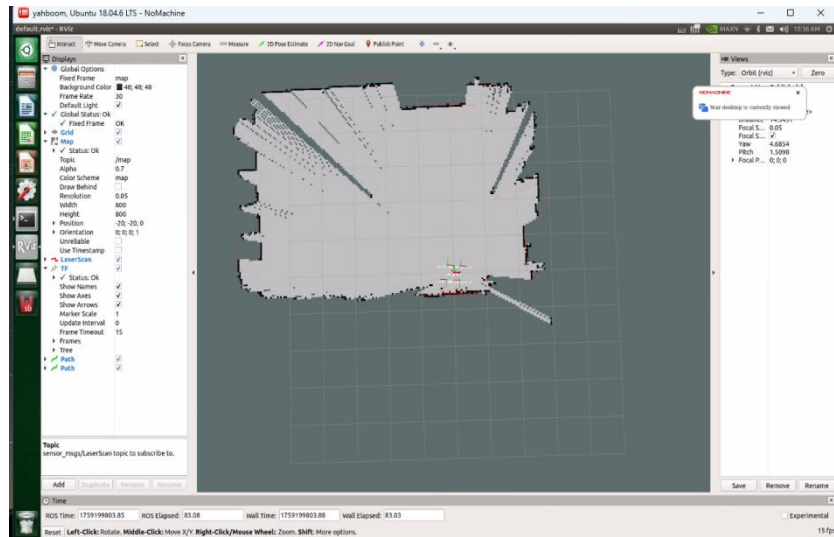 yahboom, Ubuntu 18.04.6 LTS - NoMachine
default.rviz* - RViz
MAXN
10:36 AM
Interact Move Camera Select Focus Camera Measure 2D Pose Estimate 2D Nav Goal Publish Point
Displays
Global Options
Fixed Frame map
Background Color 48; 48; 48
Frame Rate 30
Default Light
Global Status: Ok
Fixed Frame OK
Grid
Map
Status: Ok
Topic /map
Alpha 0.7
Color Scheme map
Draw Behind
Resolution 0.05
Width 800
Height 800
Position -20; -20; 0
Orientation 0; 0; 0; 1
Unreliable
Use Timestamp
LaserScan
TF
Status: Ok
Show Names
Show Axes
Show Arrows
Marker Scale 1
Update Interval 0
Frame Timeout 15
Frames
Tree
Path
Path
Topic
sensor_msgs/LaserScan topic to subscribe to.
Add Duplicate Remove Rename
Views
Type: Orbit (rviz) Zero
NOMACHINE
Your desktop is currently viewed
Focal S... 0.05
Focal S...
Yaw 4.6854
Pitch 1.5098
Focal P... 0; 0; 0
Save Remove Rename
Time
ROS Time: 1759199803.85 ROS Elapsed: 83.08 Wall Time: 1759199803.88 Wall Elapsed: 83.03 Experimental
Reset Left-Click: Rotate. Middle-Click: Move X/Y. Right-Click/Mouse Wheel: Zoom. Shift: More options. 15 fps